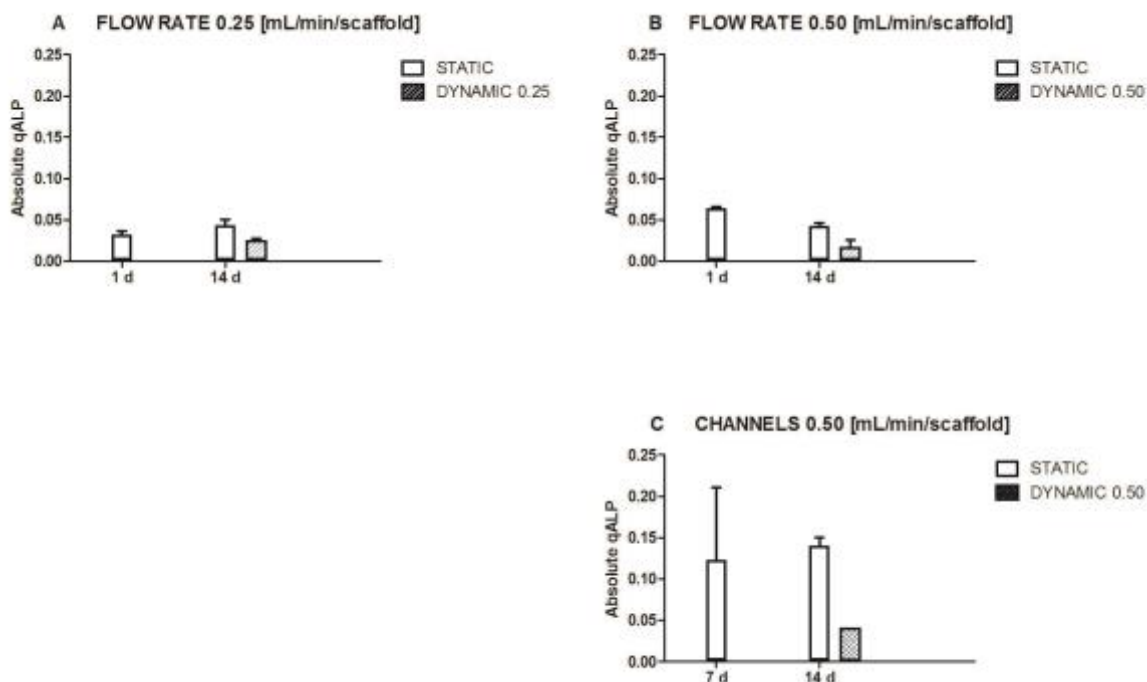 A FLOW RATE 0.25 [mL/min/scaffold]
Absolute qALP
0.25
0.20
0.15
0.10
0.05
0.00
1 d
14 d
STATIC
DYNAMIC 0.25
B FLOW RATE 0.50 [mL/min/scaffold]
Absolute qALP
0.25
0.20
0.15
0.10
0.05
0.00
1 d
14 d
STATIC
DYNAMIC 0.50
C CHANNELS 0.50 [mL/min/scaffold]
Absolute qALP
0.25
0.20
0.15
0.10
0.05
0.00
7 d
14 d
STATIC
DYNAMIC 0.50